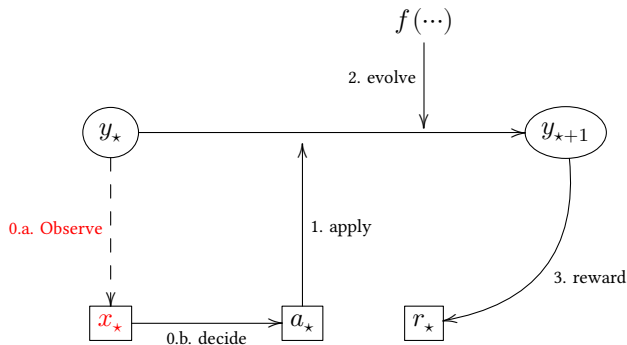 f (⋯)
2. evolve
y⋆
y⋆+1
0.a. Observe
1. apply
3. reward
x⋆
0.b. decide
a⋆
r⋆